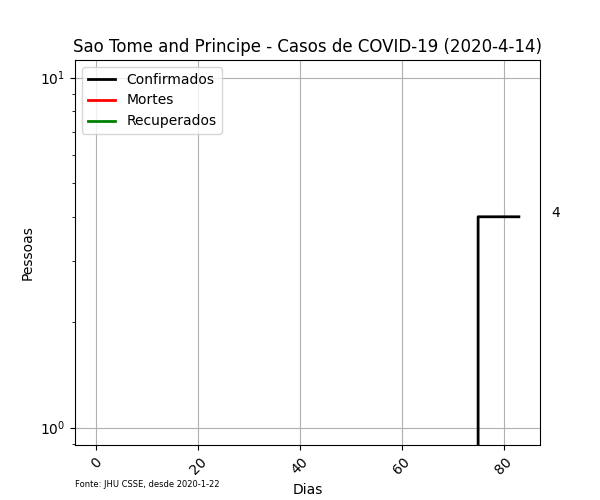 Sao Tome and Principe - Casos de COVID-19 (2020-4-14)
10¹
Confirmados
Mortes
Recuperados
4
Pessoas
10⁰
0 20 40 60 80
Fonte: JHU CSSE, desde 2020-1-22
Dias